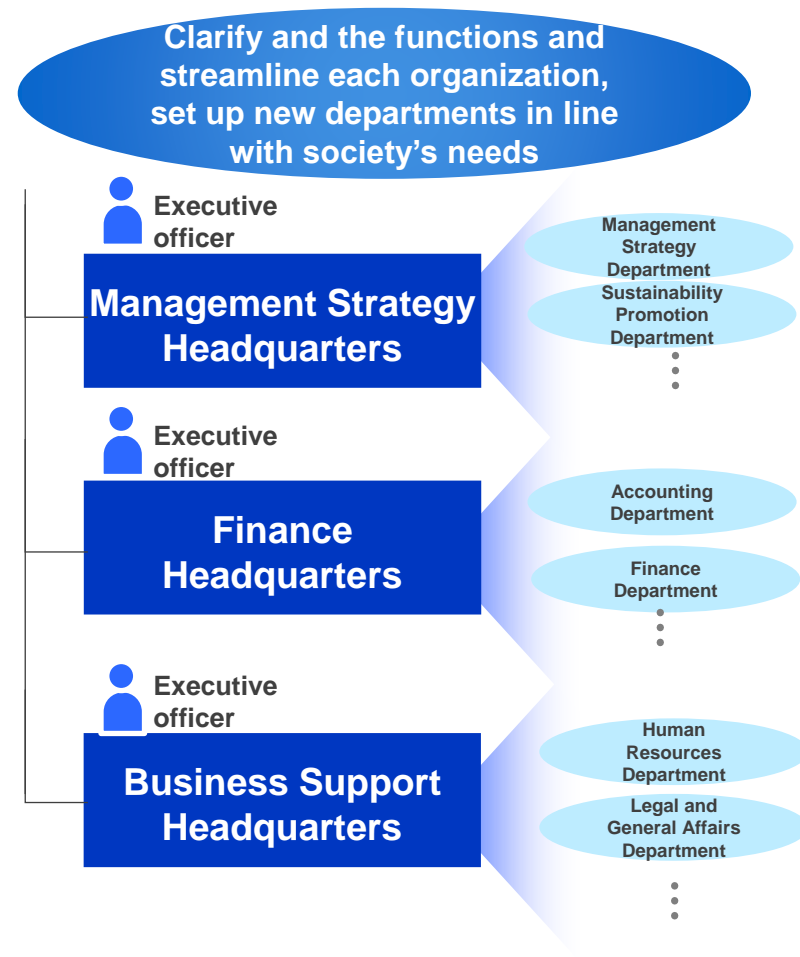 Clarify and the functions and
streamline each organization,
set up new departments in line
with society's needs
Executive
officer
Management Strategy
Headquarters
Management
Strategy
Department
Sustainability
Promotion
Department
Executive
officer
Finance
Headquarters
Accounting
Department
Finance
Department
Executive
officer
Business Support
Headquarters
Human
Resources
Department
Legal and
General Affairs
Department